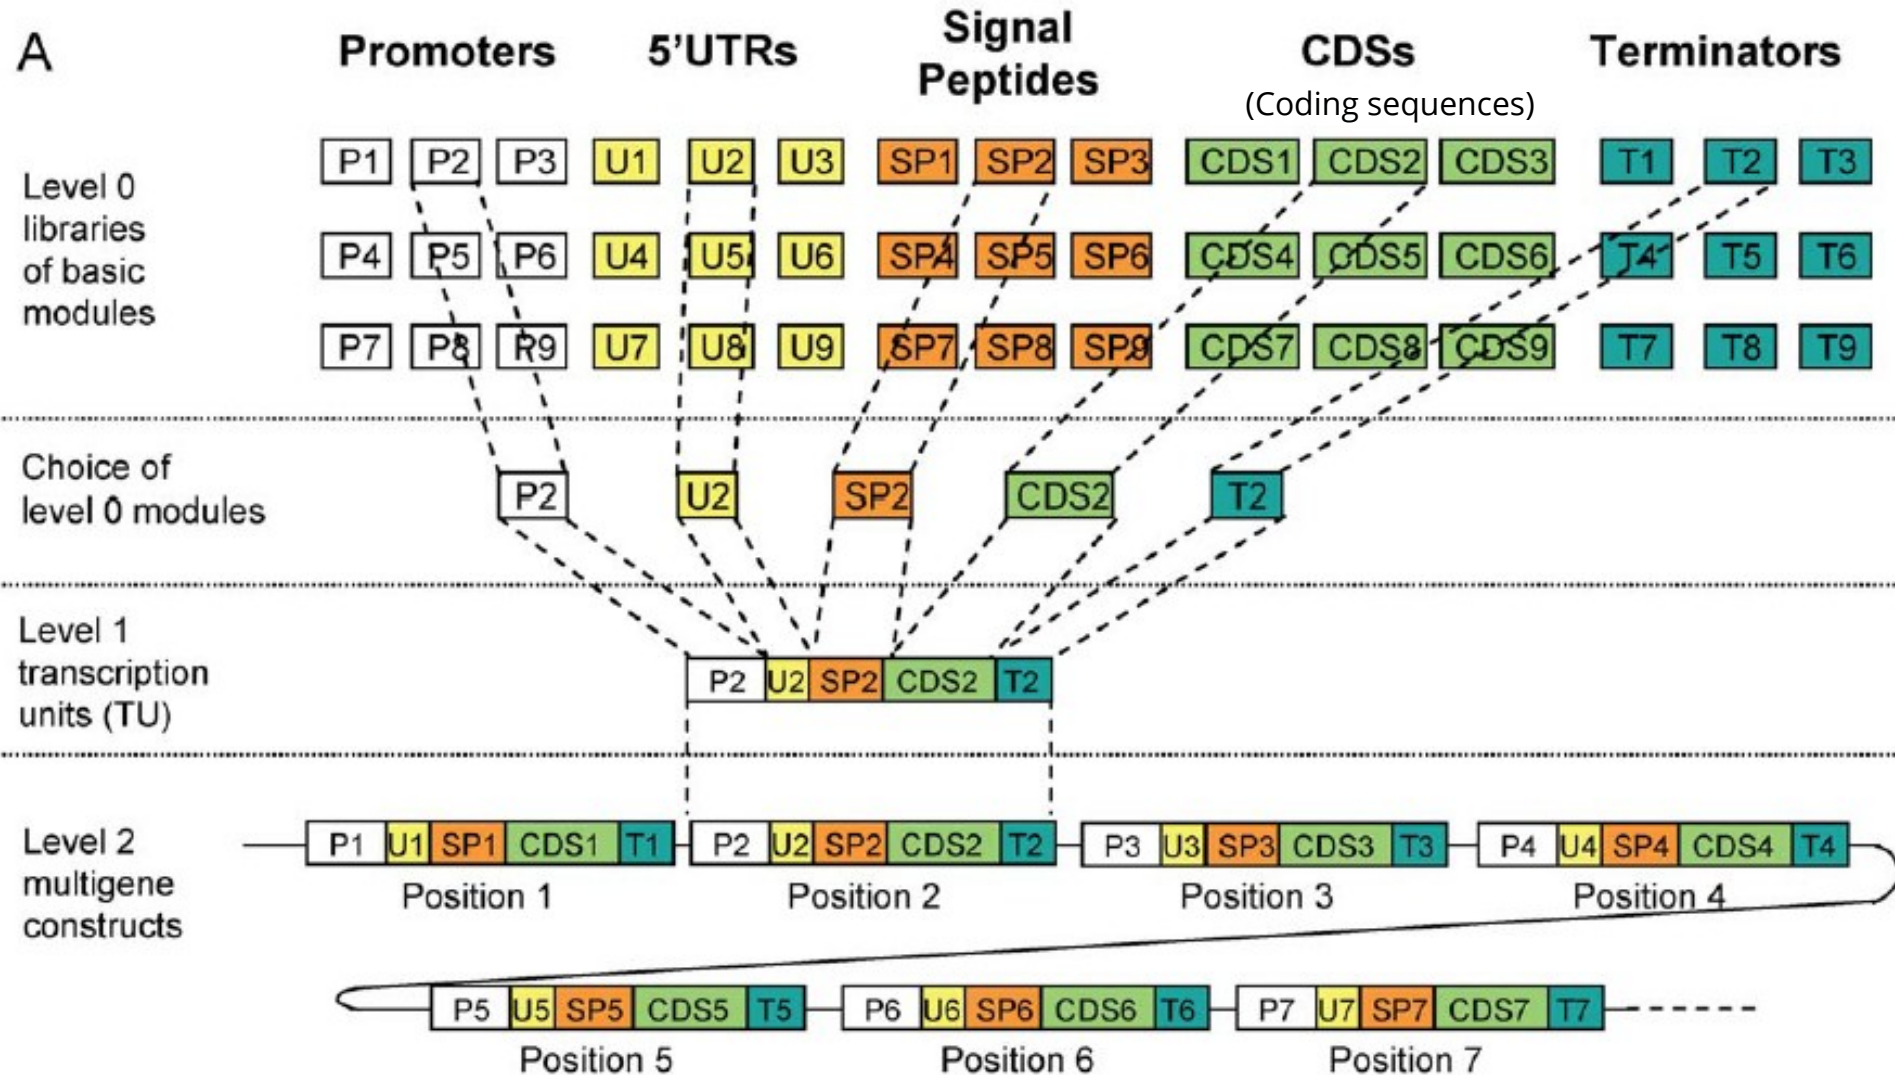 A
Promoters
5'UTRs
Signal
Peptides
CDSs
(Coding sequences)
Terminators
Level 0
libraries
of basic
modules
P1 P2 P3 U1 U2 U3 SP1 SP2 SP3 CDS1 CDS2 CDS3 T1 T2 T3
P4 P5 P6 U4 U5 U6 SP4 SP5 SP6 CDS4 CDS5 CDS6 T4 T5 T6
P7 P8 P9 U7 U8 U9 SP7 SP8 SP9 CDS7 CDS8 CDS9 T7 T8 T9
Choice of
level 0 modules
P2 U2 SP2 CDS2 T2
Level 1
transcription
units (TU)
P2 U2 SP2 CDS2 T2
Level 2
multigene
constructs
P1 U1 SP1 CDS1 T1 P2 U2 SP2 CDS2 T2 P3 U3 SP3 CDS3 T3 P4 U4 SP4 CDS4 T4
Position 1 Position 2 Position 3 Position 4
P5 U5 SP5 CDS5 T5 P6 U6 SP6 CDS6 T6 P7 U7 SP7 CDS7 T7
Position 5 Position 6 Position 7